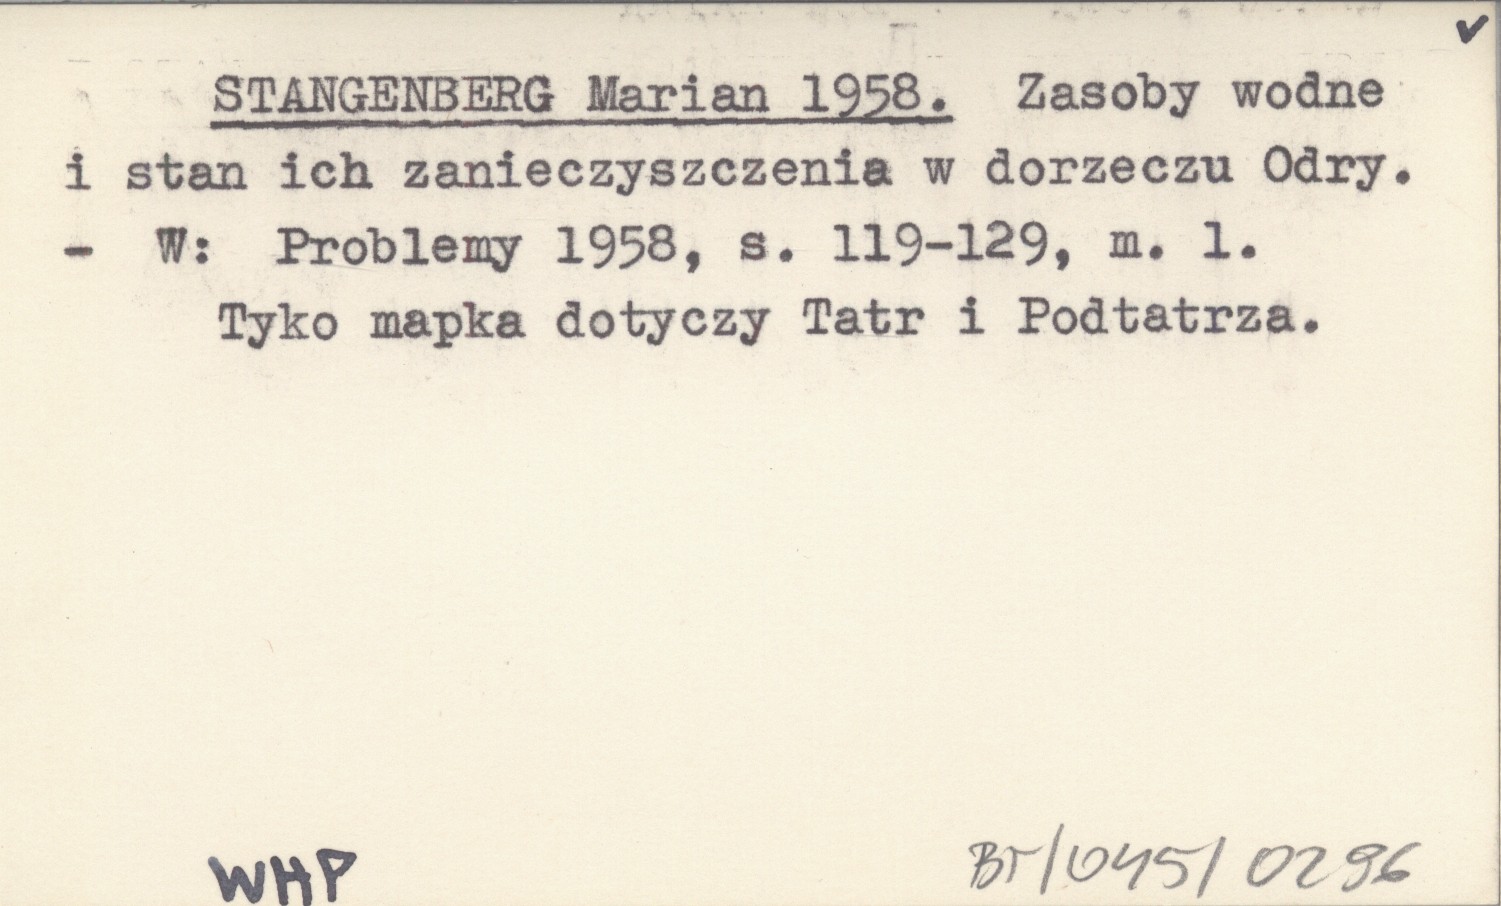 ✓
STANGENBERG Marian 1958. Zasoby wodne
i stan ich zanieczyszczenia w dorzeczu Odry.
- W: Problemy 1958, s. 119-129, m. 1.
Tyko mapka dotyczy Tatr i Podtatrza.
WHP
BT/045/0296